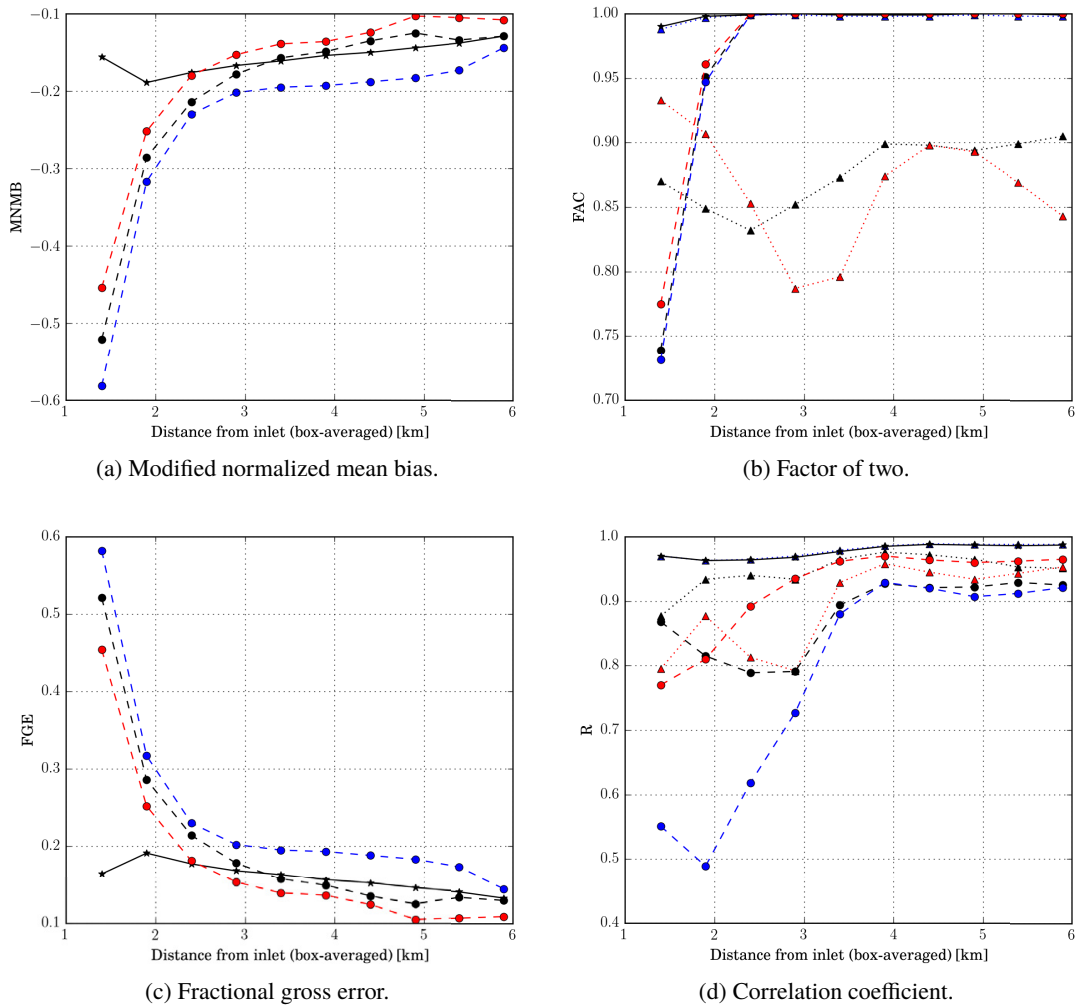 −0.1
−0.2
−0.3
−0.4
−0.5
−0.6
MNMB
1 2 3 4 5 6
Distance from inlet (box-averaged) [km]
(a) Modified normalized mean bias.
1.00
0.95
0.90
0.85
0.80
0.75
0.70
FAC
1 2 3 4 5 6
Distance from inlet (box-averaged) [km]
(b) Factor of two.
0.6
0.5
0.4
0.3
0.2
0.1
FGE
1 2 3 4 5 6
Distance from inlet (box-averaged) [km]
(c) Fractional gross error.
1.0
0.9
0.8
0.7
0.6
0.5
0.4
R
1 2 3 4 5 6
Distance from inlet (box-averaged) [km]
(d) Correlation coefficient.